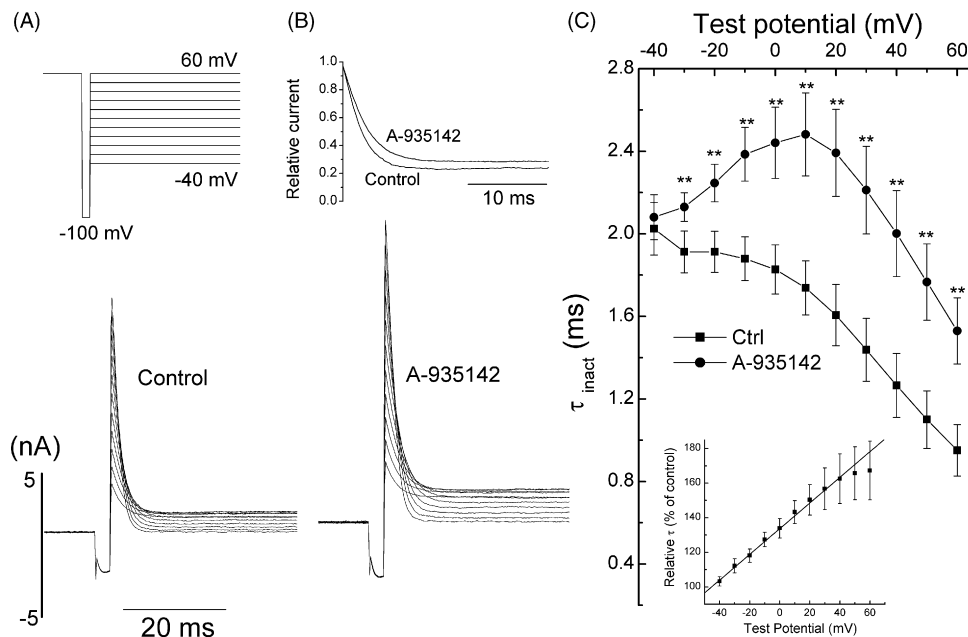 (A)
60 mV
-40 mV
-100 mV
Control
(nA)
5
-5
20 ms
(B)
Relative current
1.0
0.8
0.6
0.4
0.2
0.0
A-935142
Control
10 ms
A-935142
(C)
Test potential (mV)
-40 -20 0 20 40 60
2.8
2.4
2.0
1.6
1.2
0.8
0.4
τ inact (ms)
** ** ** ** ** ** ** ** ** **
Ctrl
A-935142
Relative τ (% of control)
180
160
140
120
100
-40 -20 0 20 40 60
Test Potential (mV)